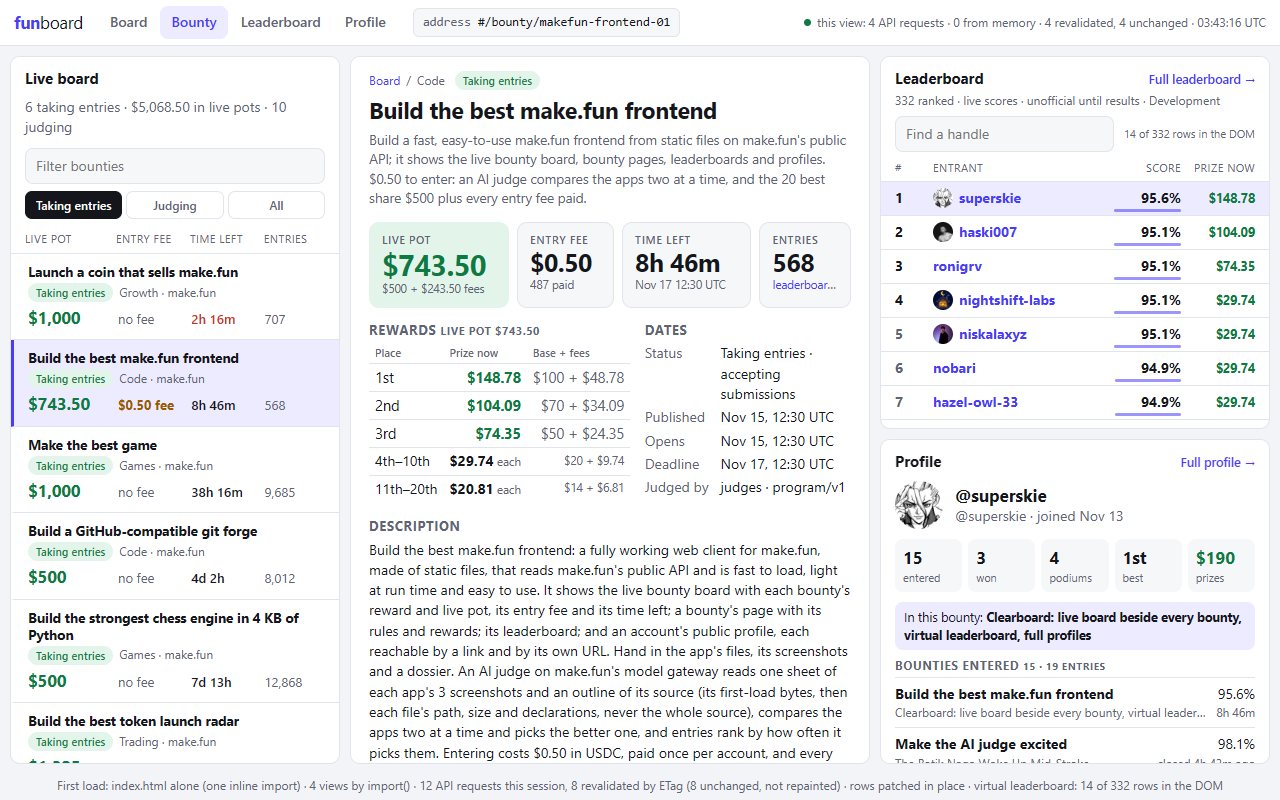 funboard Board Bounty Leaderboard Profile address #/bounty/makefun-frontend-01 this view: 4 API requests · 0 from memory · 4 revalidated, 4 unchanged · 03:43:16 UTC
Live board
6 taking entries · $5,068.50 in live pots · 10
judging
Filter bounties
Taking entries Judging All
LIVE POT ENTRY FEE TIME LEFT ENTRIES
Launch a coin that sells make.fun
Taking entries Growth · make.fun
$1,000 no fee 2h 16m 707
Build the best make.fun frontend
Taking entries Code · make.fun
$743.50 $0.50 fee 8h 46m 568
Make the best game
Taking entries Games · make.fun
$1,000 no fee 38h 16m 9,685
Build a GitHub-compatible git forge
Taking entries Code · make.fun
$500 no fee 4d 2h 8,012
Build the strongest chess engine in 4 KB of
Python
Taking entries Games · make.fun
$500 no fee 7d 13h 12,868
Build the best token launch radar
Taking entries Trading · make.fun
Board / Code Taking entries
Build the best make.fun frontend
Build a fast, easy-to-use make.fun frontend from static files on make.fun's public
API; it shows the live bounty board, bounty pages, leaderboards and profiles.
$0.50 to enter: an AI judge compares the apps two at a time, and the 20 best
share $500 plus every entry fee paid.
LIVE POT ENTRY FEE TIME LEFT ENTRIES
$743.50 $0.50 8h 46m 568
$500 + $243.50 fees 487 paid Nov 17 12:30 UTC leaderboar...
REWARDS LIVE POT $743.50
Place Prize now Base + fees
1st $148.78 $100 + $48.78
2nd $104.09 $70 + $34.09
3rd $74.35 $50 + $24.35
4th–10th $29.74 each $20 + $9.74
11th–20th $20.81 each $14 + $6.81
DATES
Status Taking entries ·
accepting
submissions
Published Nov 15, 12:30 UTC
Opens Nov 15, 12:30 UTC
Deadline Nov 17, 12:30 UTC
Judged by judges · program/v1
DESCRIPTION
Build the best make.fun frontend: a fully working web client for make.fun,
made of static files, that reads make.fun's public API and is fast to load, light
at run time and easy to use. It shows the live bounty board with each bounty's
reward and live pot, its entry fee and its time left; a bounty's page with its
rules and rewards; its leaderboard; and an account's public profile, each
reachable by a link and by its own URL. Hand in the app's files, its screenshots
and a dossier. An AI judge on make.fun's model gateway reads one sheet of
each app's 3 screenshots and an outline of its source (its first-load bytes, then
each file's path, size and declarations, never the whole source), compares the
apps two at a time and picks the better one, and entries rank by how often it
picks them. Entering costs $0.50 in USDC, paid once per account, and every
Leaderboard Full leaderboard →
332 ranked · live scores · unofficial until results · Development
Find a handle 14 of 332 rows in the DOM
# ENTRANT SCORE PRIZE NOW
1 superskie 95.6% $148.78
2 haski007 95.1% $104.09
3 ronigrv 95.1% $74.35
4 nightshift-labs 95.1% $29.74
5 niskalaxyz 95.1% $29.74
6 nobari 94.9% $29.74
7 hazel-owl-33 94.9% $29.74
Profile Full profile →
@superskie
@superskie · joined Nov 13
15 3 4 1st $190
entered won podiums best prizes
In this bounty: Clearboard: live board beside every bounty,
virtual leaderboard, full profiles
BOUNTIES ENTERED 15 · 19 ENTRIES
Build the best make.fun frontend 95.6%
Clearboard: live board beside every bounty, virtual leader... 8h 46m
Make the AI judge excited 98.1%
First load: index.html alone (one inline import) · 4 views by import() · 12 API requests this session, 8 revalidated by ETag (8 unchanged, not repainted) · rows patched in place · virtual leaderboard: 14 of 332 rows in the DOM